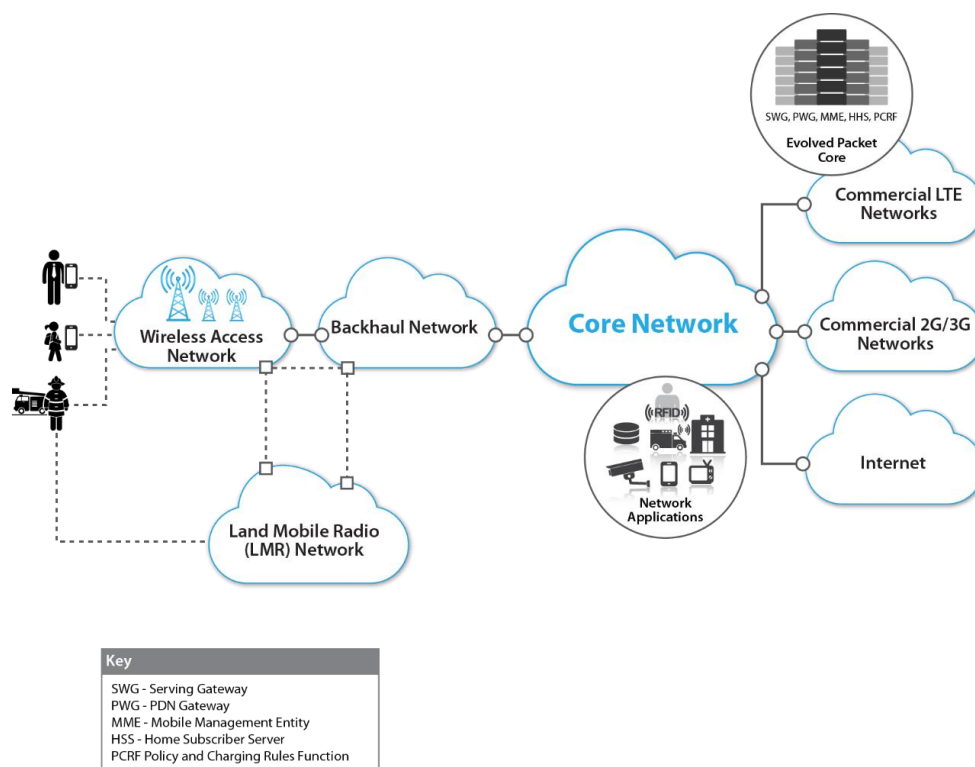 SWG, PWG, MME, HHS, PCRF
Evolved Packet
Core
Commercial LTE
Networks
Wireless Access
Network
Backhaul Network
Core Network
Commercial 2G/3G
Networks
RFID
Network
Applications
Internet
Land Mobile Radio
(LMR) Network
Key
SWG - Serving Gateway
PWG - PDN Gateway
MME - Mobile Management Entity
HSS - Home Subscriber Server
PCRF Policy and Charging Rules Function